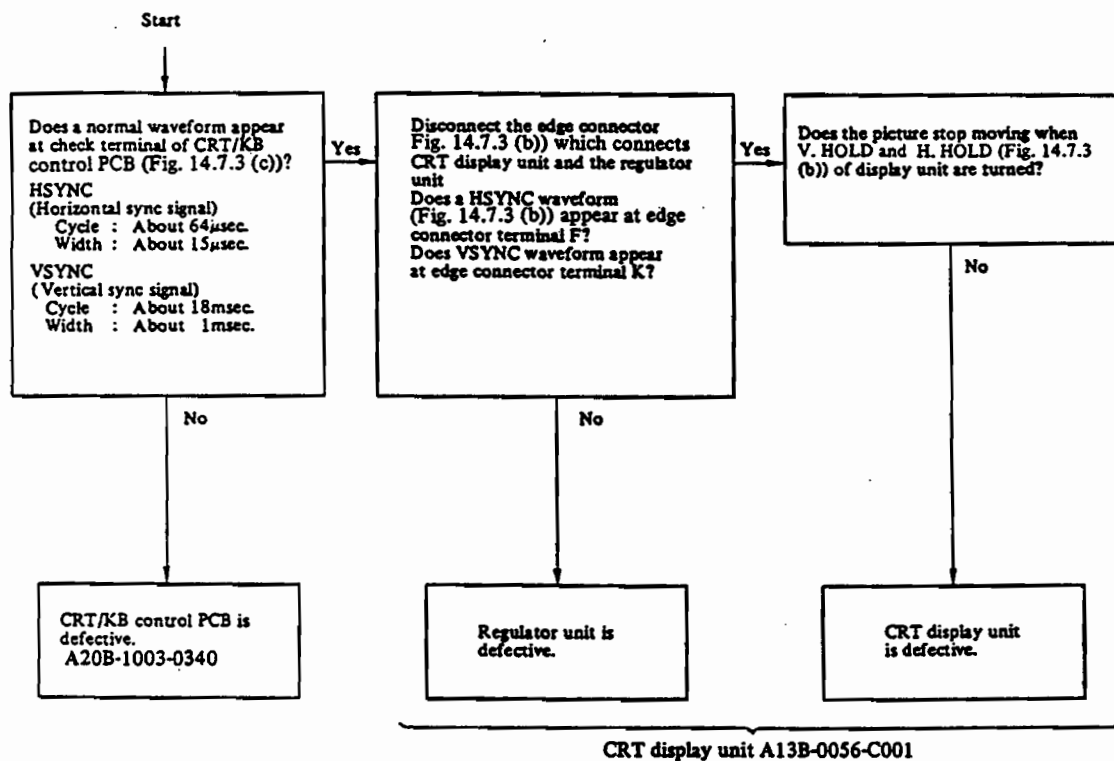 Start
Does a normal waveform appear
at check terminal of CRT/KB
control PCB (Fig. 14.7.3 (c))?
HSYNC
(Horizontal sync signal)
Cycle : About 64μsec.
Width : About 15μsec.
VSYNC
(Vertical sync signal)
Cycle : About 18msec.
Width : About 1msec.
Yes
Disconnect the edge connector
Fig. 14.7.3 (b)) which connects
CRT display unit and the regulator
unit
Does a HSYNC waveform
(Fig. 14.7.3 (b)) appear at edge
connector terminal F?
Does VSYNC waveform appear
at edge connector terminal K?
Yes
Does the picture stop moving when
V. HOLD and H. HOLD (Fig. 14.7.3
(b)) of display unit are turned?
No
No
No
CRT/KB control PCB is
defective.
A20B-1003-0340
Regulator unit is
defective.
CRT display unit
is defective.
CRT display unit A13B-0056-C001